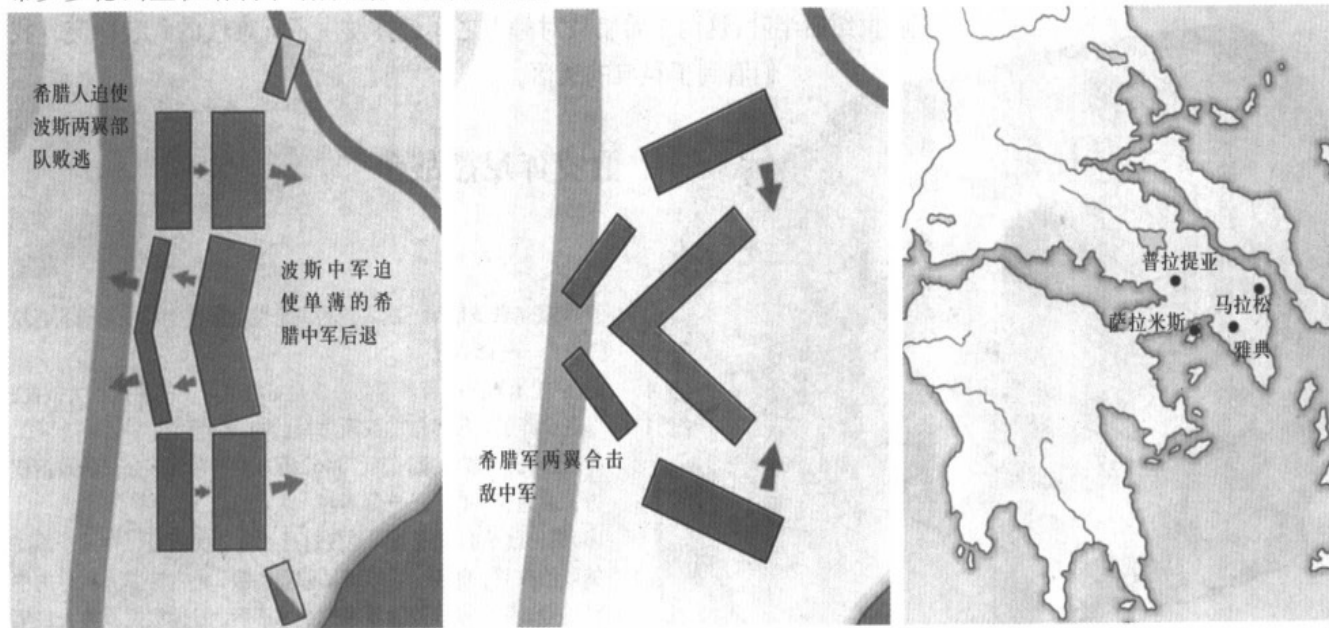 希腊人迫使
波斯两翼部
队败逃
波斯中军迫
使单薄的希
腊中军后退
希腊军两翼合击
敌中军
普拉提亚
马拉松
萨拉米斯
雅典